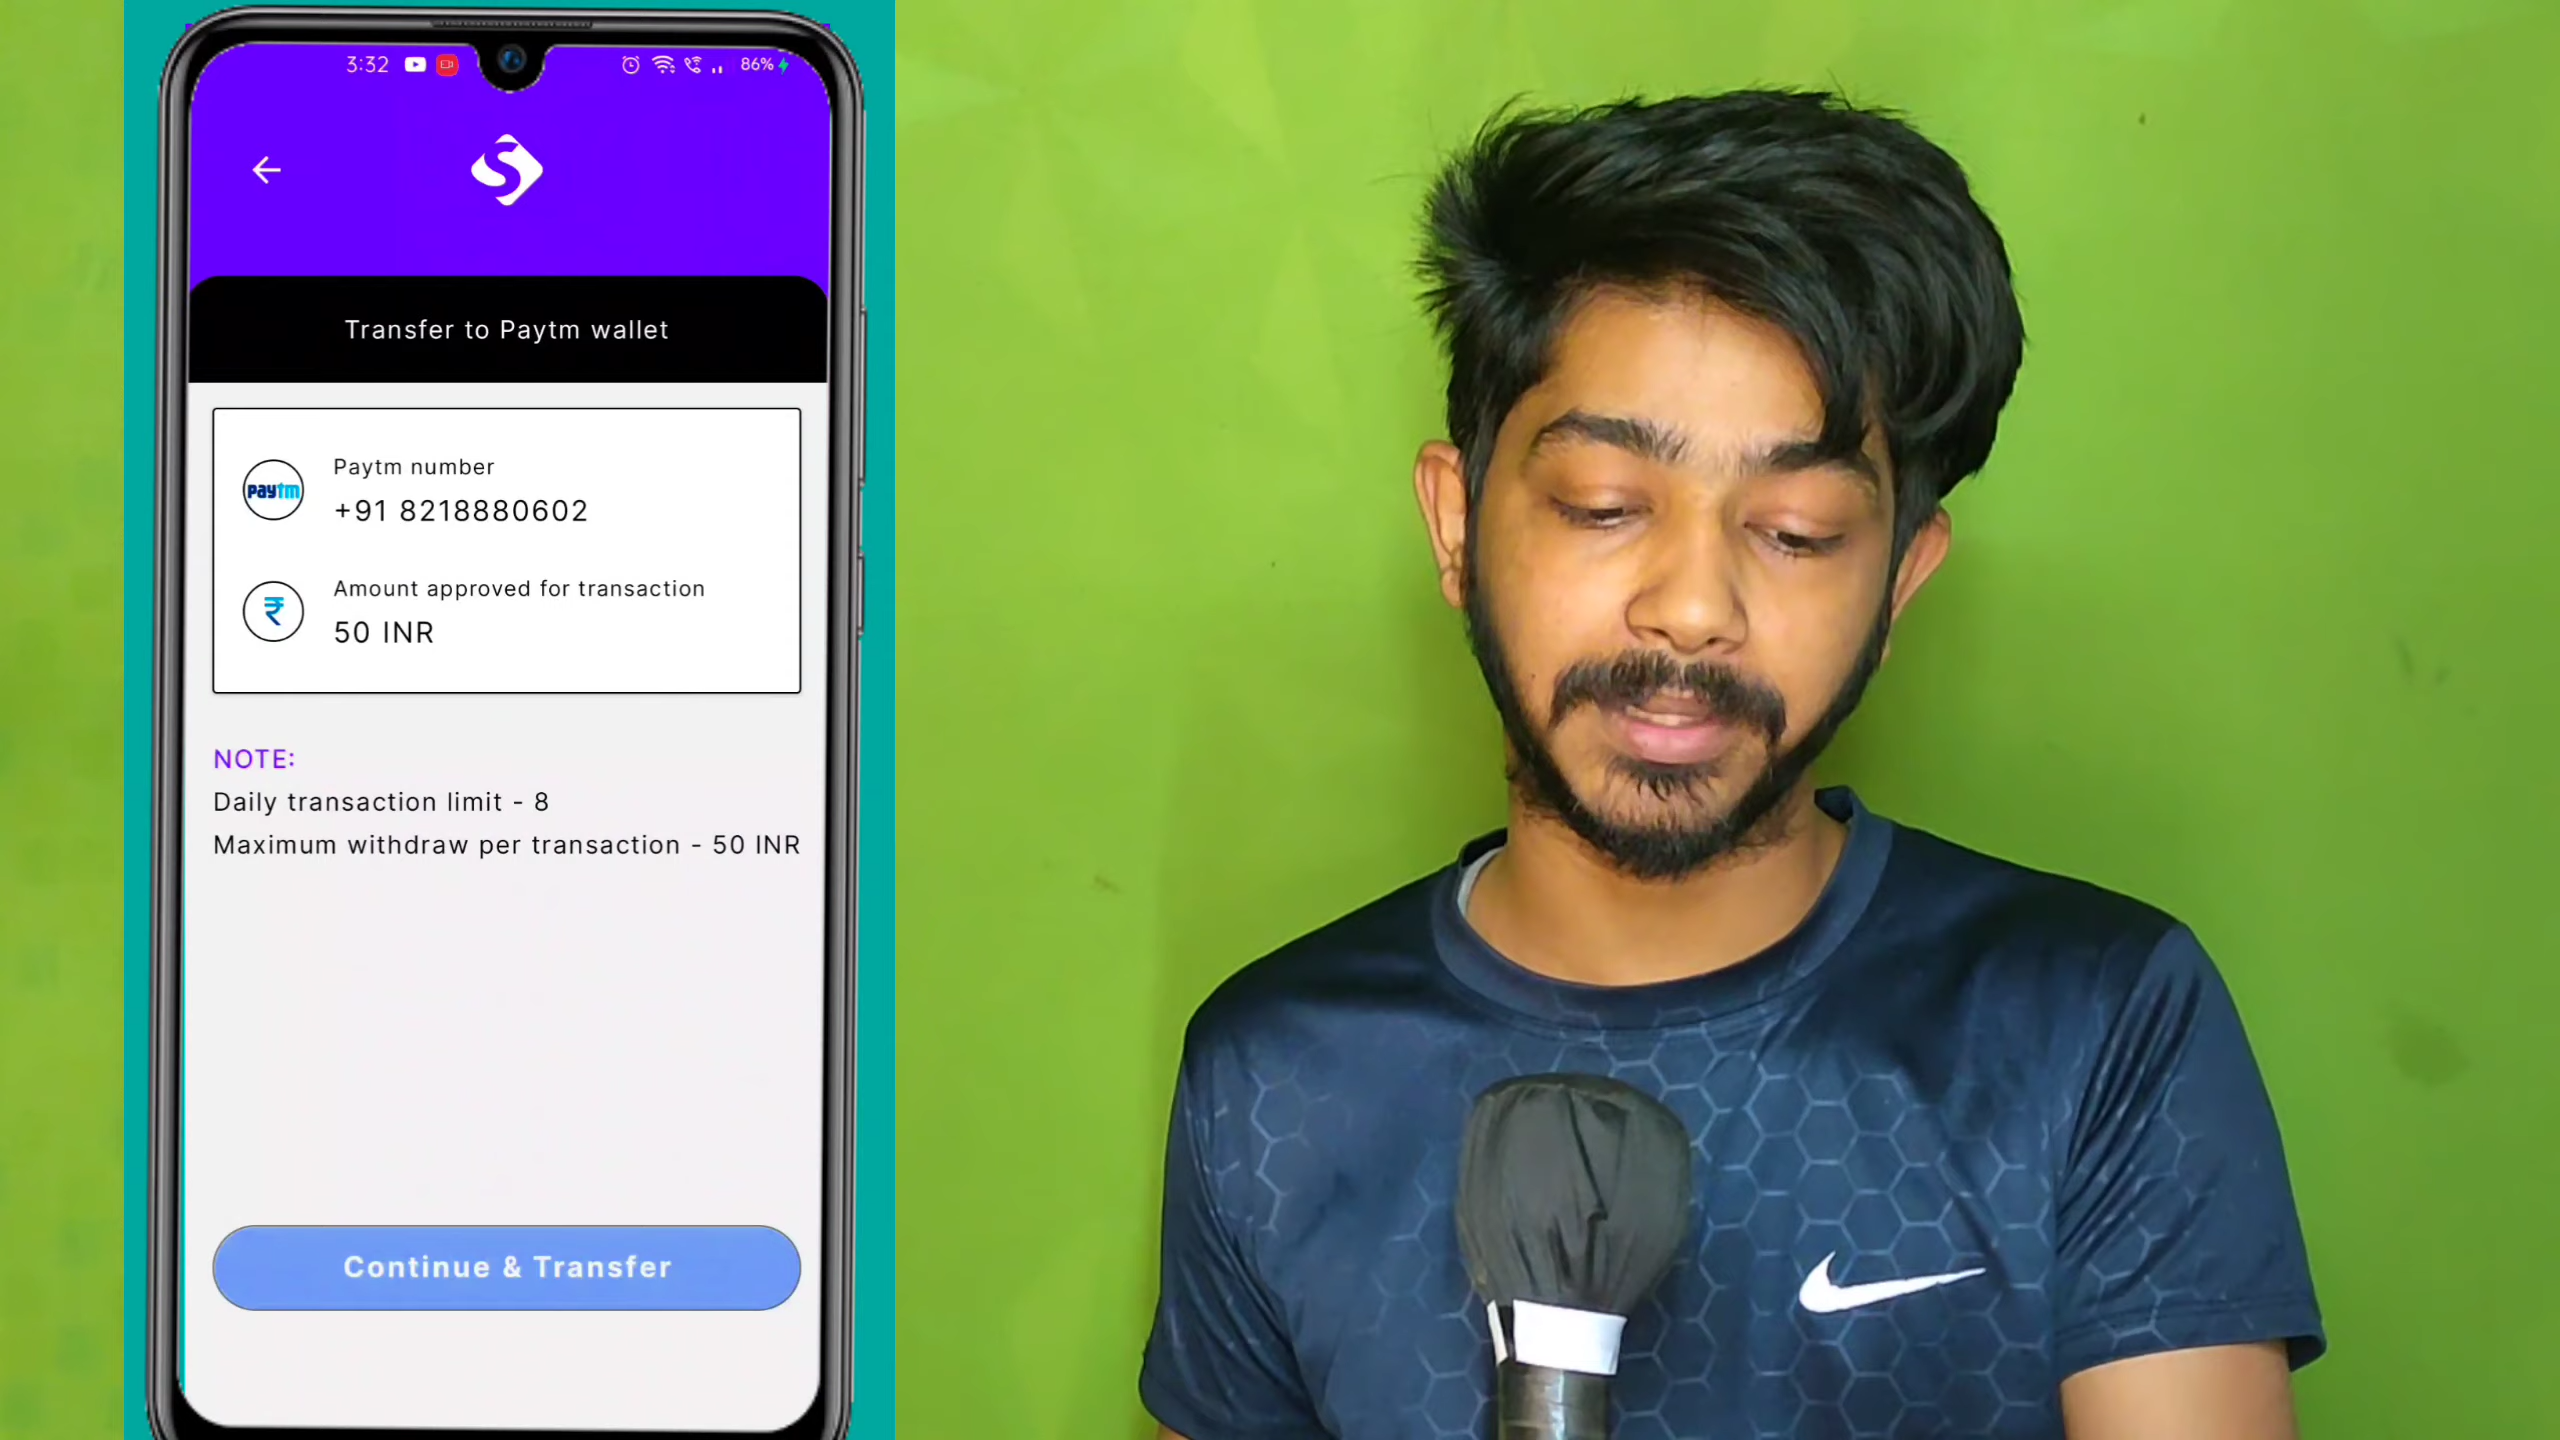 3:32
86%
Transfer to Paytm wallet
Paytm number
paytm
+91 8218880602
Amount approved for transaction
₹
50 INR
NOTE:
Daily transaction limit - 8
Maximum withdraw per transaction - 50 INR
Continue & Transfer